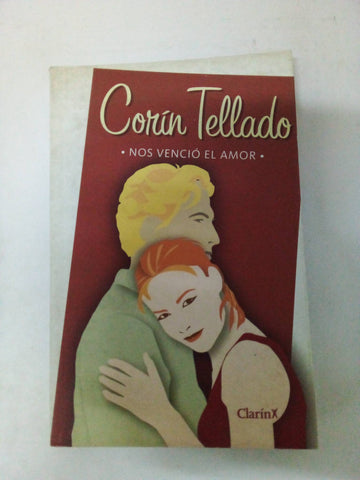 Corín Tellado
• NOS VENCIÓ EL AMOR •
Clarín